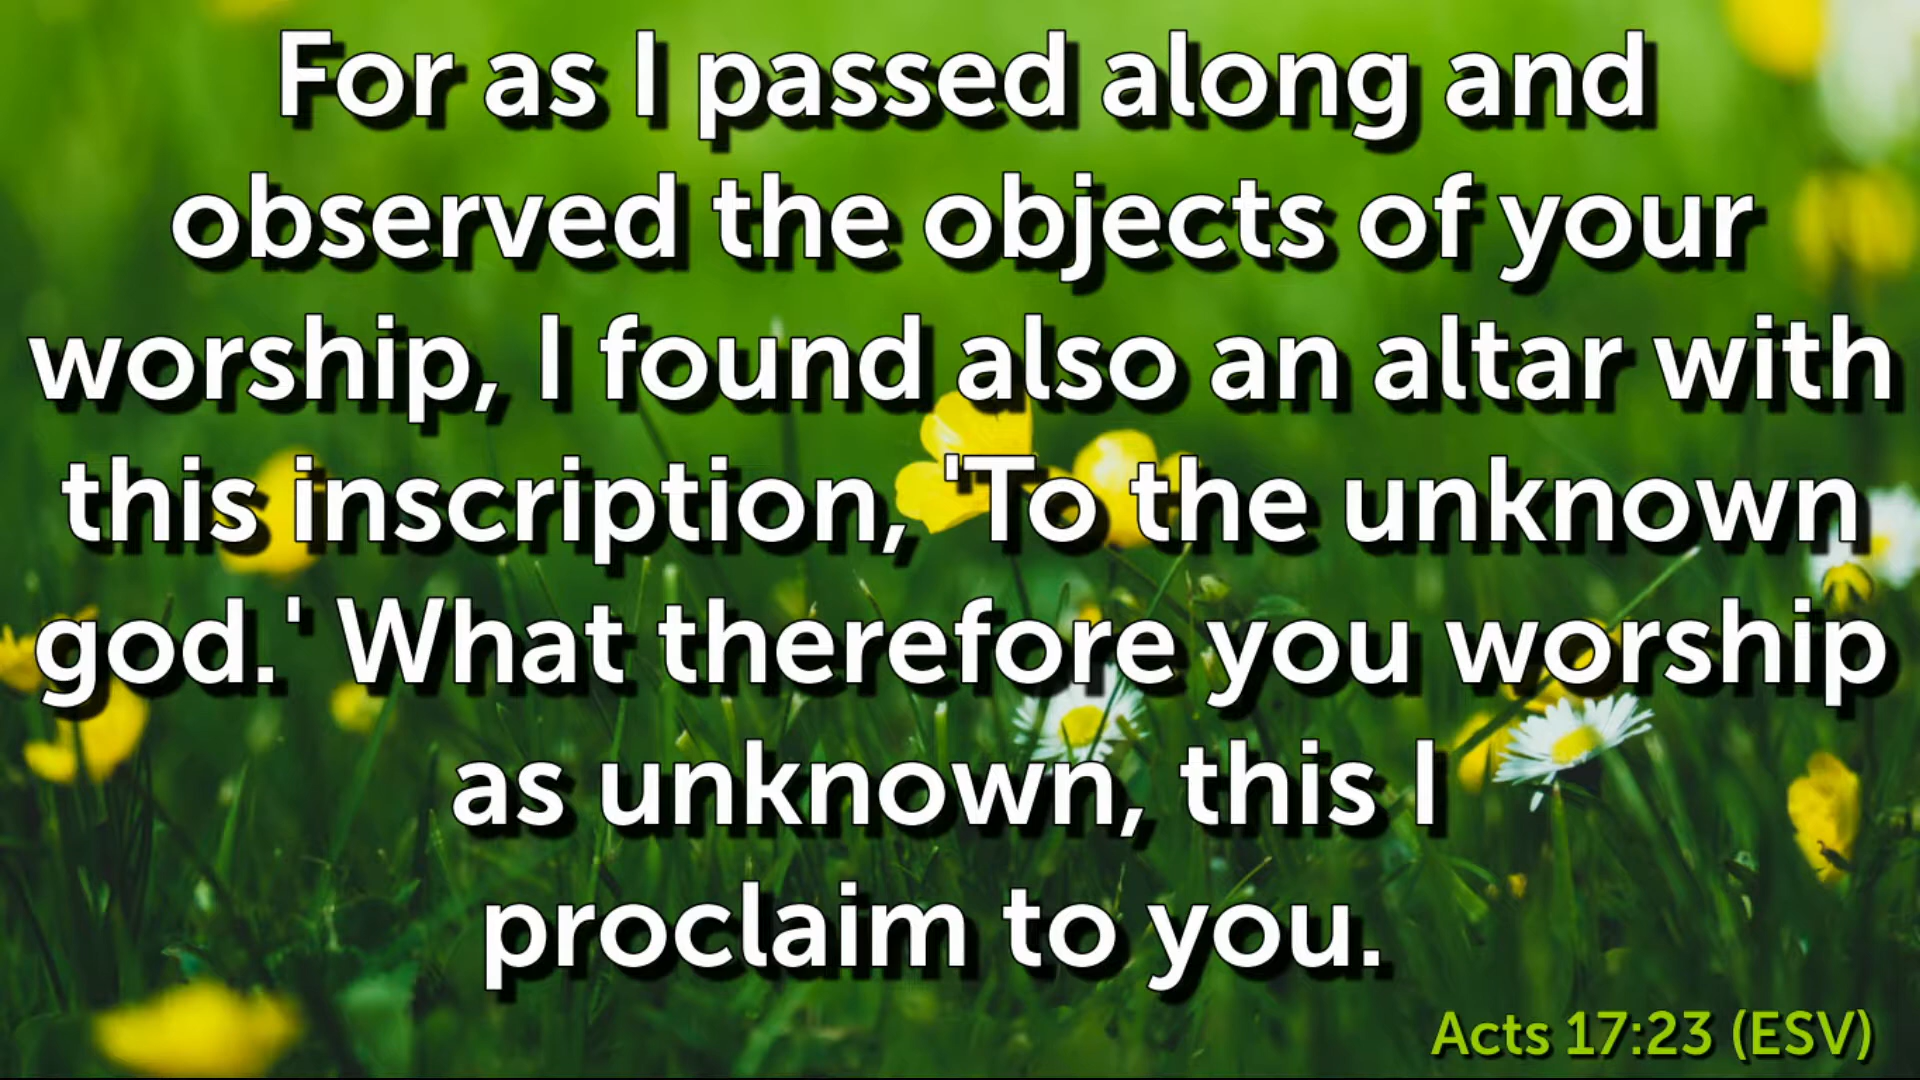 For as I passed along and
observed the objects of your
worship, I found also an altar with
this inscription, 'To the unknown
god.' What therefore you worship
as unknown, this I
proclaim to you.
Acts 17:23 (ESV)